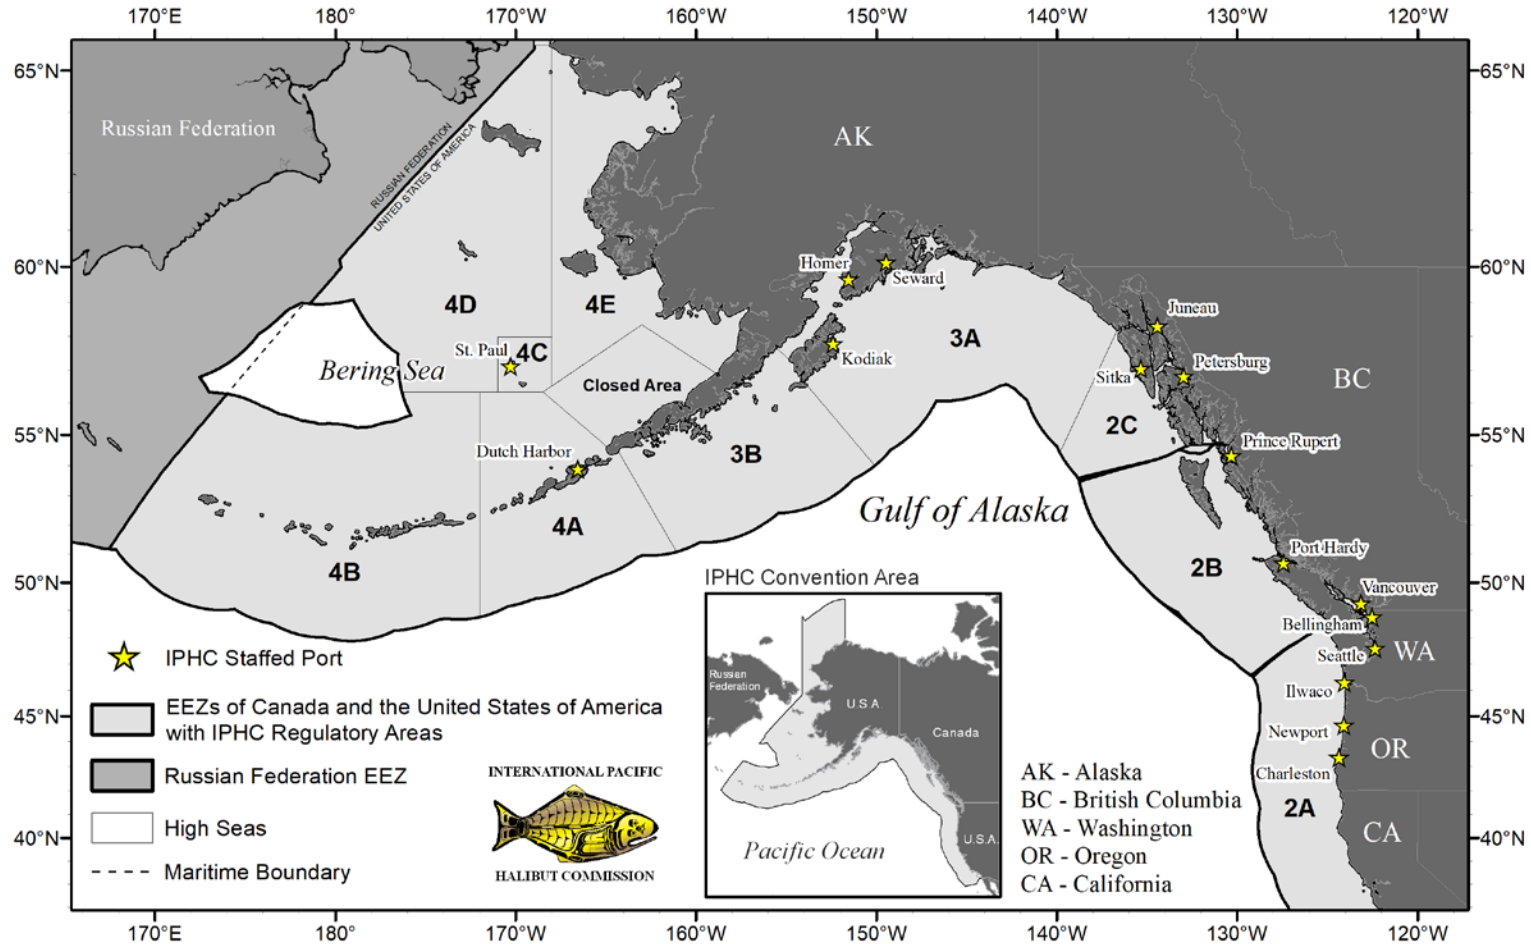 170°E 180° 170°W 160°W 150°W 140°W 130°W 120°W
65°N 65°N
Russian Federation
RUSSIAN FEDERATION
UNITED STATES OF AMERICA
AK
60°N 60°N
Homer
Seward
4D
4E
3A
Juneau
St. Paul
4C
Kodiak
Petersburg
Bering Sea
Closed Area
Sitka
BC
55°N 55°N
2C
Dutch Harbor
3B
Prince Rupert
Gulf of Alaska
4A
4B
2B
Port Hardy
50°N 50°N
Vancouver
Bellingham
Seattle
WA
Ilwaco
45°N 45°N
Newport
OR
Charleston
2A
CA
40°N 40°N
IPHC Staffed Port
EEZs of Canada and the United States of America
with IPHC Regulatory Areas
Russian Federation EEZ
High Seas
Maritime Boundary
INTERNATIONAL PACIFIC
HALIBUT COMMISSION
IPHC Convention Area
Russian
Federation
U.S.A.
Canada
U.S.A.
Pacific Ocean
AK - Alaska
BC - British Columbia
WA - Washington
OR - Oregon
CA - California
170°E 180° 170°W 160°W 150°W 140°W 130°W 120°W